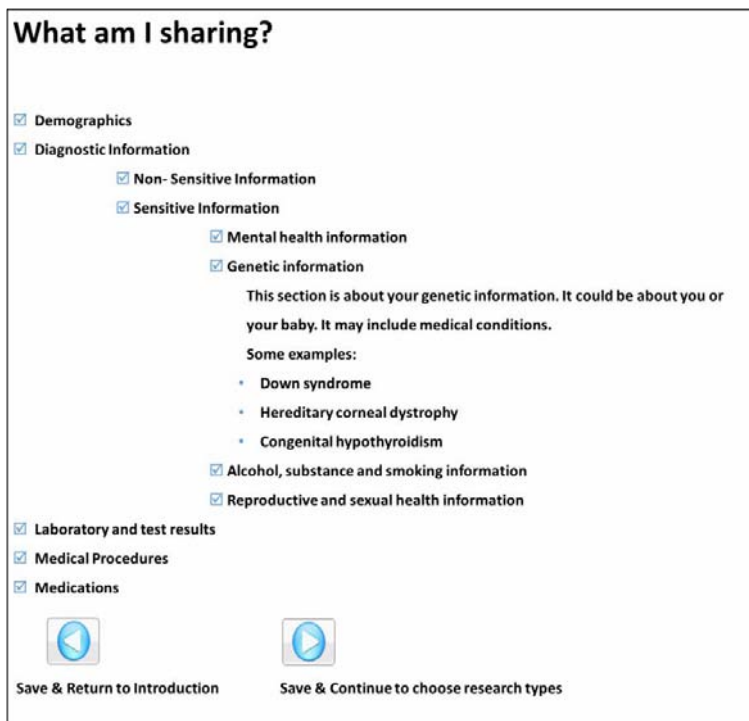 What am I sharing?
Demographics
Diagnostic Information
Non- Sensitive Information
Sensitive Information
Mental health information
Genetic information
This section is about your genetic information. It could be about you or
your baby. It may include medical conditions.
Some examples:
• Down syndrome
• Hereditary corneal dystrophy
• Congenital hypothyroidism
Alcohol, substance and smoking information
Reproductive and sexual health information
Laboratory and test results
Medical Procedures
Medications
Save & Return to Introduction
Save & Continue to choose research types